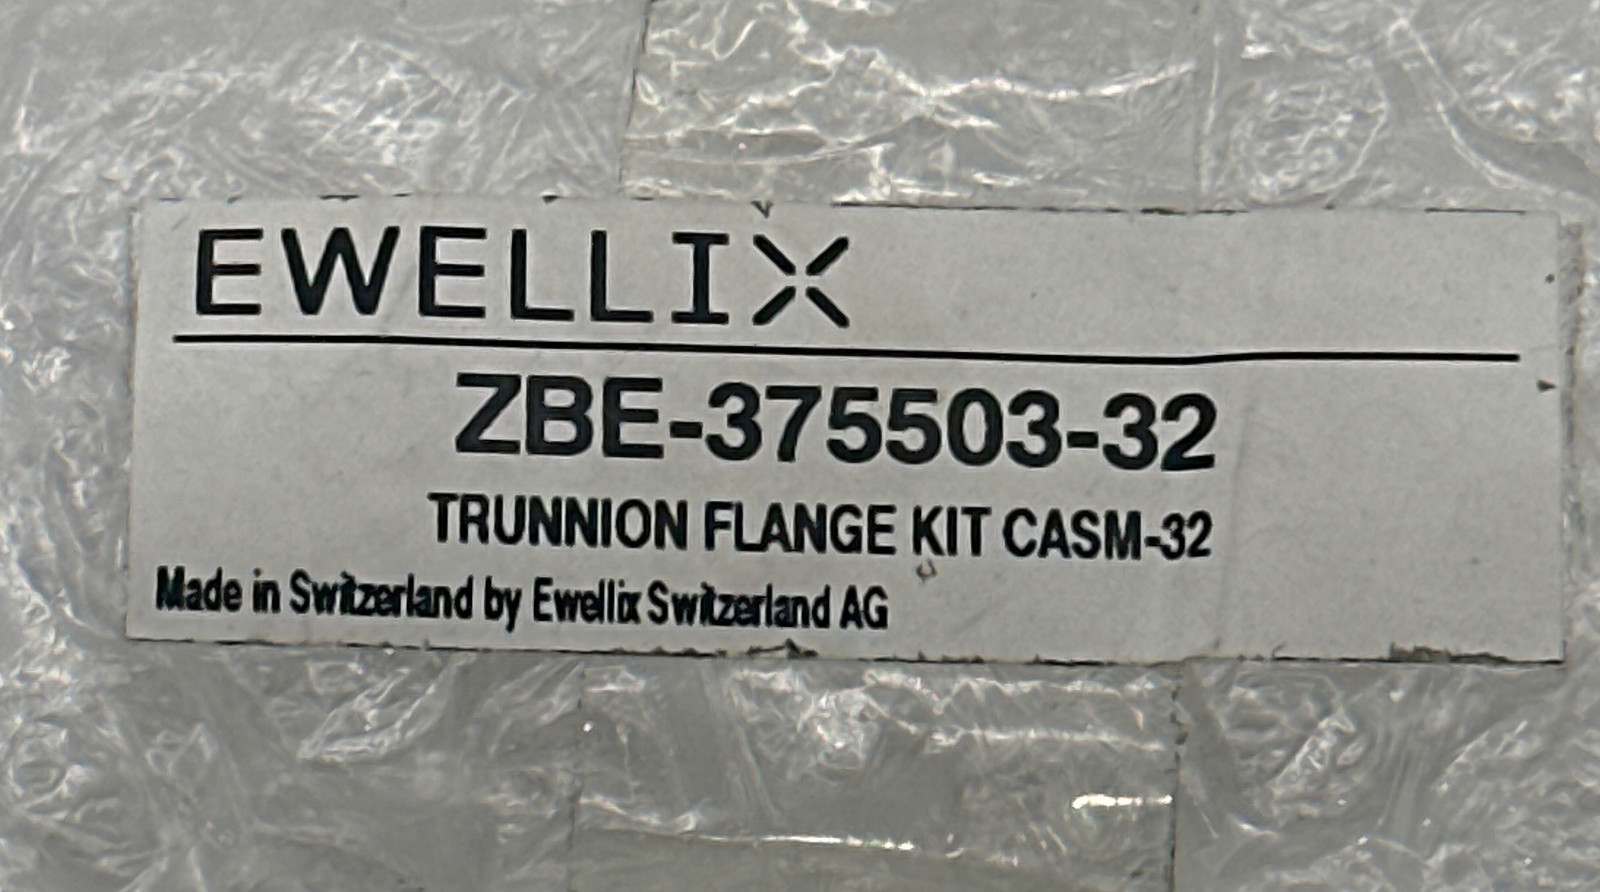 EWELLIX
ZBE-375503-32
TRUNNION FLANGE KIT CASM-32
Made in Switzerland by Ewellix Switzerland AG